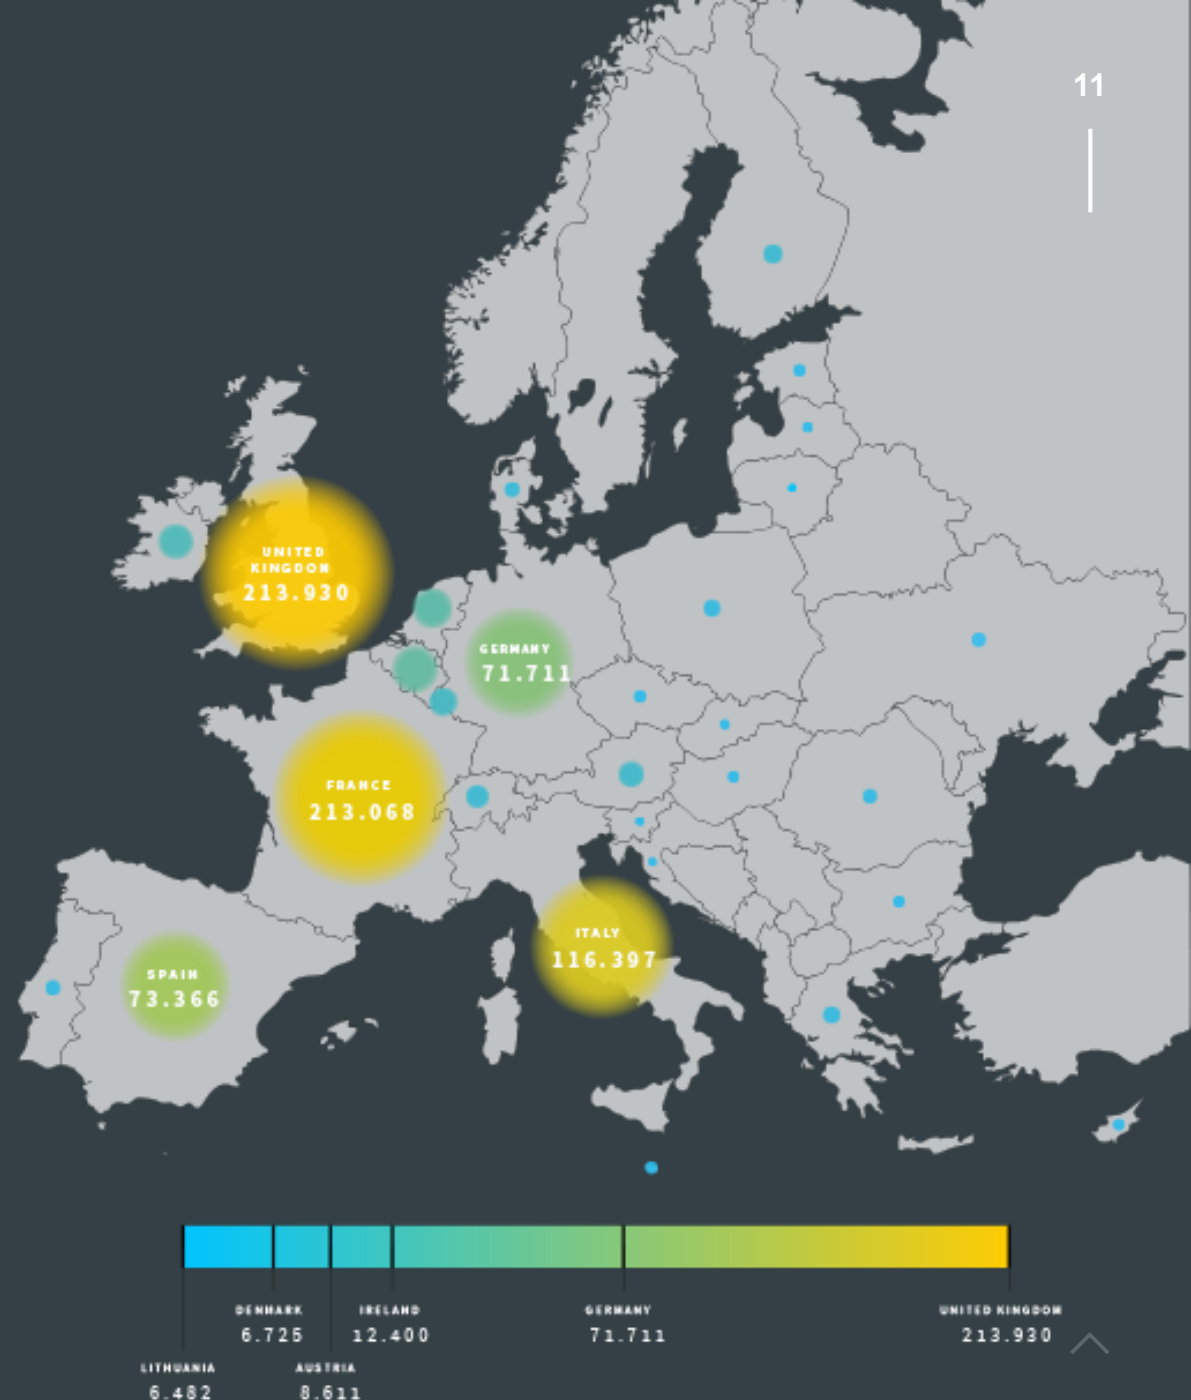 11
UNITED
KINGDOM
213.930
GERMANY
71.711
FRANCE
213.068
ITALY
116.397
SPAIN
73.366
DENMARK
6.725
IRELAND
12.400
GERMANY
71.711
UNITED KINGDOM
213.930
LITHUANIA
6.482
AUSTRIA
8.611